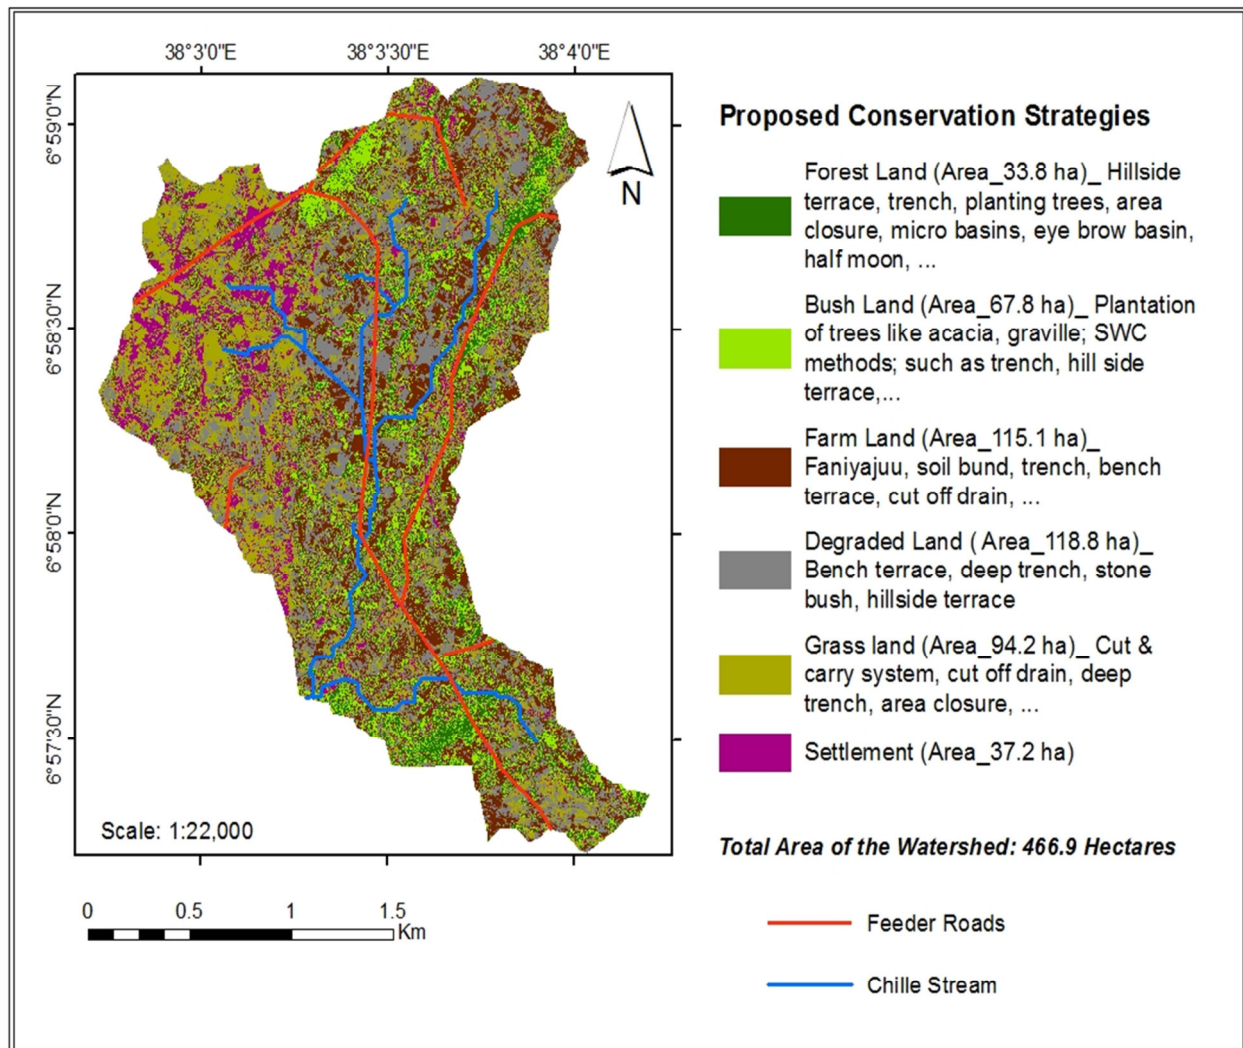 38°3'0"E
38°3'30"E
38°4'0"E
6°59'0"N
6°58'30"N
6°58'0"N
6°57'30"N
N
Scale: 1:22,000
0 0.5 1 1.5
Km
Proposed Conservation Strategies
Forest Land (Area_33.8 ha)_ Hillside
terrace, trench, planting trees, area
closure, micro basins, eye brow basin,
half moon, ...
Bush Land (Area_67.8 ha)_ Plantation
of trees like acacia, graville; SWC
methods; such as trench, hill side
terrace,...
Farm Land (Area_115.1 ha)_
Faniyajuu, soil bund, trench, bench
terrace, cut off drain, ...
Degraded Land ( Area_118.8 ha)_
Bench terrace, deep trench, stone
bush, hillside terrace
Grass land (Area_94.2 ha)_ Cut &
carry system, cut off drain, deep
trench, area closure, ...
Settlement (Area_37.2 ha)
Total Area of the Watershed: 466.9 Hectares
Feeder Roads
Chille Stream